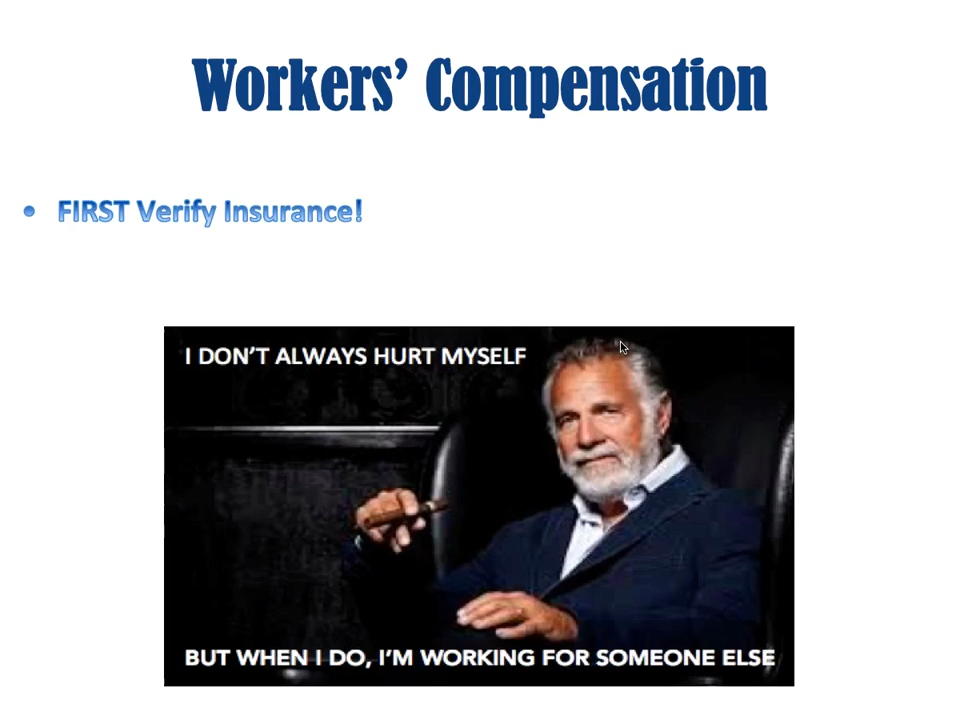 Workers’ Compensation
• FIRST Verify Insurance!
I DON’T ALWAYS HURT MYSELF
BUT WHEN I DO, I’M WORKING FOR SOMEONE ELSE